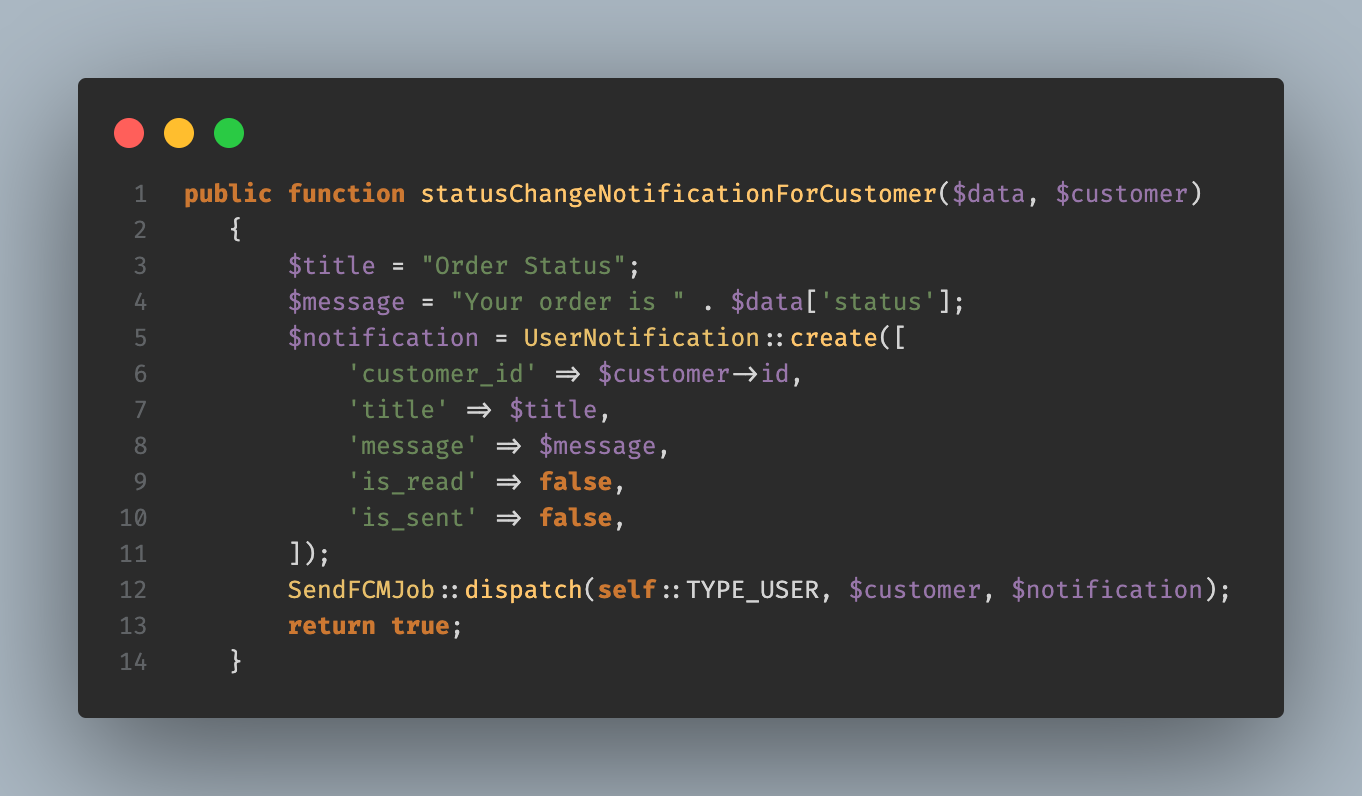 1 public function statusChangeNotificationForCustomer($data, $customer)
2    {
3        $title = "Order Status";
4        $message = "Your order is " . $data['status'];
5        $notification = UserNotification::create([
6            'customer_id' => $customer->id,
7            'title' => $title,
8            'message' => $message,
9            'is_read' => false,
10            'is_sent' => false,
11        ]);
12        SendFCMJob::dispatch(self::TYPE_USER, $customer, $notification);
13        return true;
14    }